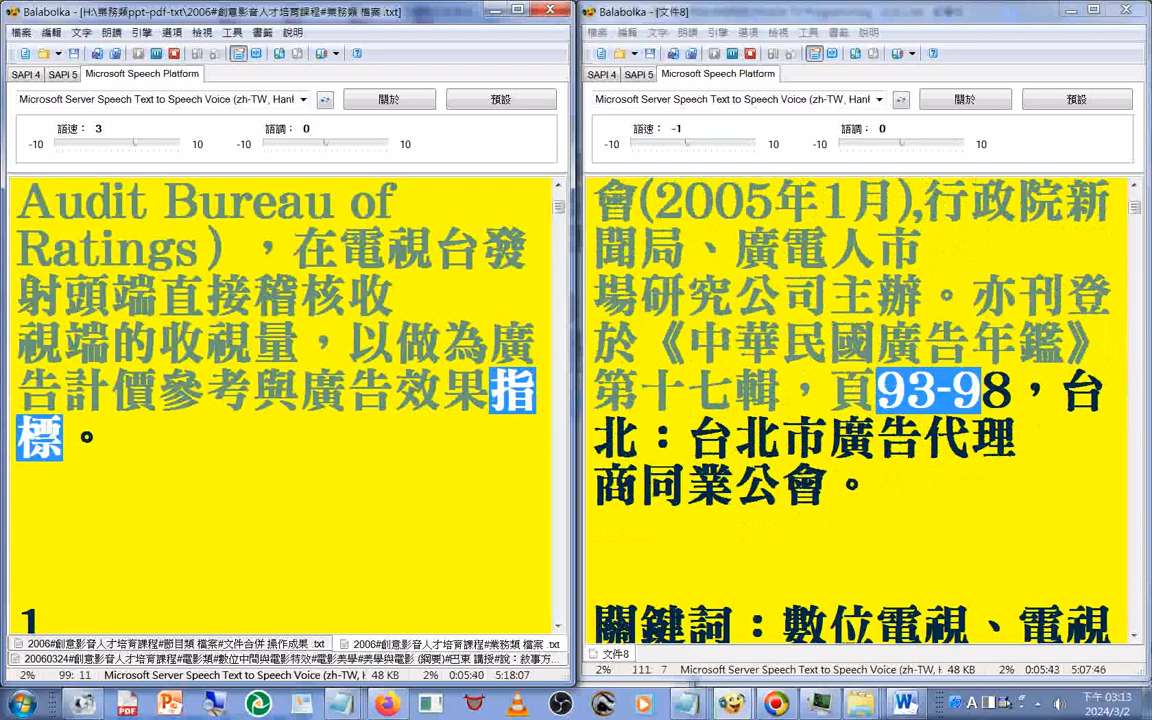 Balabolka - [H:\業務類ppt-pdf-txt\2006#創意影音人才培育課程#業務類 檔案 .txt]
檔案 編輯 文字 朗讀 引擎 選項 檢視 工具 書籤 說明
SAPI 4 SAPI 5 Microsoft Speech Platform
Microsoft Server Speech Text to Speech Voice (zh-TW, Hanl
關於 預設
語速： 3 語調： 0
-10 10 -10 10
Audit Bureau of
Ratings），在電視台發
射頭端直接稽核收
視端的收視量，以做為廣
告計價參考與廣告效果指
標。
1
2006#創意影音人才培育課程#節目類 檔案#文件合併 操作成果 .txt
2006#創意影音人才培育課程#業務類 檔案 .txt
20060324#創意影音人才培育課程#電影類#數位中間與電影特效#電影美學#美學與電影 (綱要)#巴東 講授#說：敘事方...
2% 99: 11 Microsoft Server Speech Text to Speech Voice (zh-TW, H 48 KB 2% 0:05:40 5:18:07
Balabolka - [文件8]
檔案 編輯 文字 朗讀 引擎 選項 檢視 工具 書籤 說明
SAPI 4 SAPI 5 Microsoft Speech Platform
Microsoft Server Speech Text to Speech Voice (zh-TW, Hanl
關於 預設
語速： -1 語調： 0
-10 10 -10 10
會(2005年1月),行政院新
聞局、廣電人市
場研究公司主辦。亦刊登
於《中華民國廣告年鑑》
第十七輯，頁93-98，台
北：台北市廣告代理
商同業公會。
關鍵詞：數位電視、電視
文件8
2% 111: 7 Microsoft Server Speech Text to Speech Voice (zh-TW, H 48 KB 2% 0:05:43 5:07:46
下午 03:13
2024/3/2